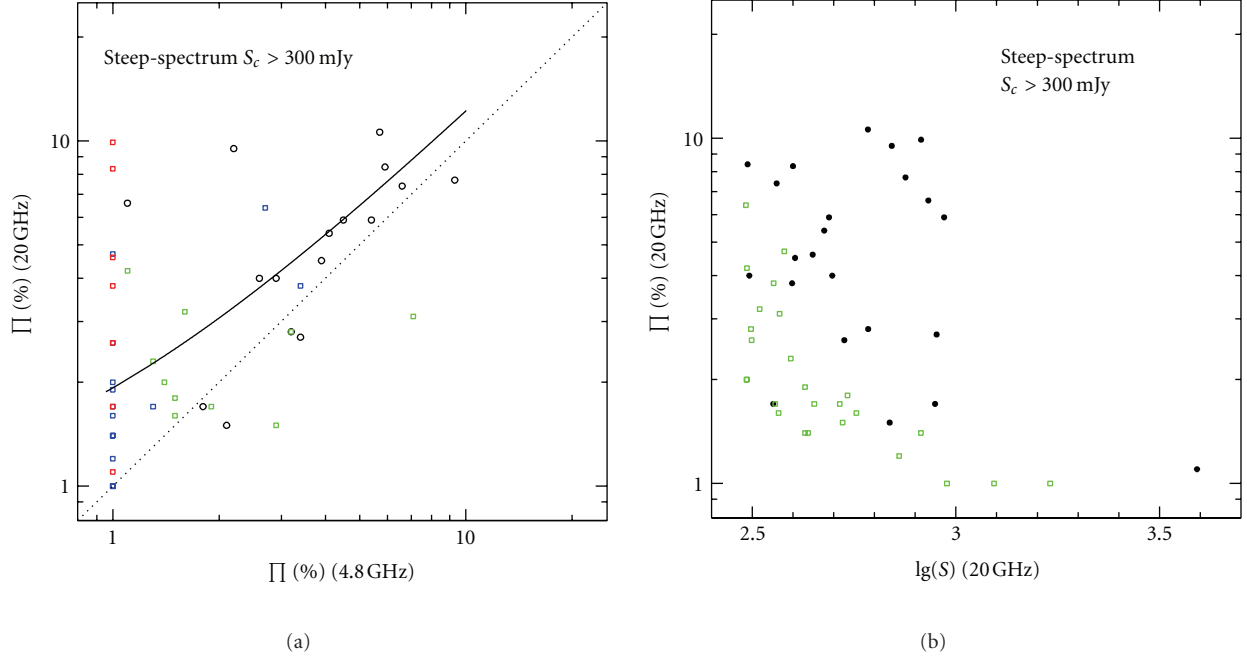 Steep-spectrum S_c > 300 mJy
10
1
∏ (%) (20 GHz)
1
10
∏ (%) (4.8 GHz)
(a)
Steep-spectrum
S_c > 300 mJy
10
1
∏ (%) (20 GHz)
2.5
3
3.5
lg(S) (20 GHz)
(b)